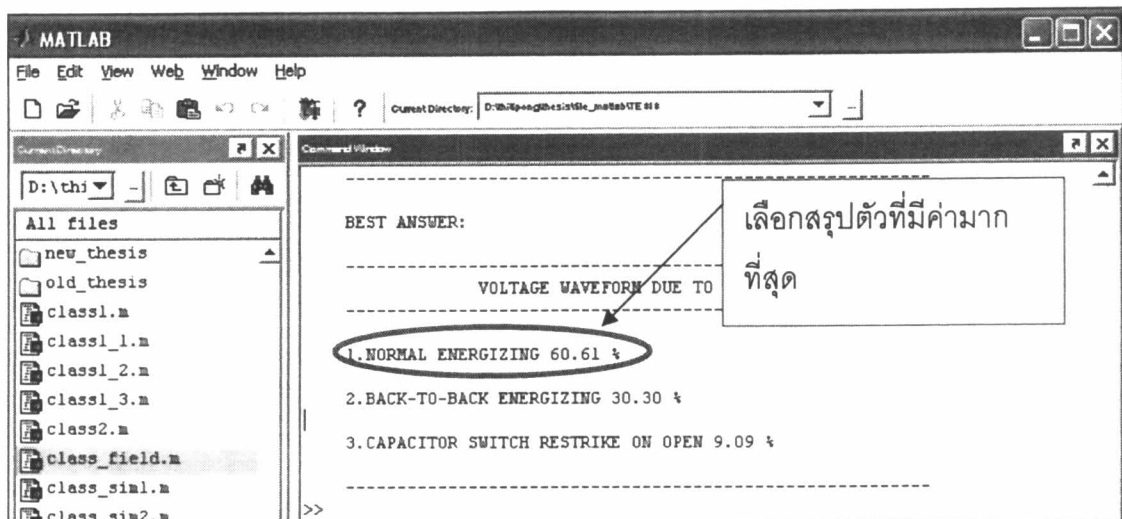 MATLAB
File Edit View Web Window Help
? Current Directory:
Current Directory
Command Window
D:\thi
All files
new_thesis
old_thesis
class1.m
class1_1.m
class1_2.m
class1_3.m
class2.m
class_field.m
class_sim1.m
class_sim2.m
BEST ANSWER:
VOLTAGE WAVEFORM DUE TO
1.NORMAL ENERGIZING 60.61 %
2.BACK-TO-BACK ENERGIZING 30.30 %
3.CAPACITOR SWITCH RESTRIKE ON OPEN 9.09 %
>>
เลือกสรุปตัวที่มีค่ามาก
ที่สุด